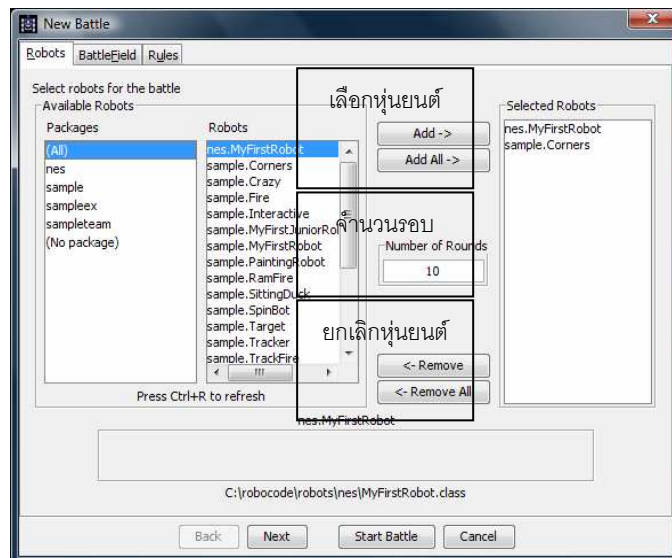 New Battle
Robots BattleField Rules
Select robots for the battle
Available Robots
Packages
(All)
nes
sample
sampleex
sampleteam
(No package)
Robots
nes.MyFirstRobot
sample.Corners
sample.Crazy
sample.Fire
sample.Interactive
sample.MyFirstJuniorRol
sample.MyFirstRobot
sample.PaintingRobot
sample.RamFire
sample.SittingDuck
sample.SpinBot
sample.Target
sample.Tracker
sample.TrackFire
Press Ctrl+R to refresh
เลือกหุ่นยนต์
Add ->
Add All ->
จำนวนรอบ
Number of Rounds
10
ยกเลิกหุ่นยนต์
<- Remove
<- Remove All
Selected Robots
nes.MyFirstRobot
sample.Corners
nes.MyFirstRobot
C:\robocode\robots\nes\MyFirstRobot.class
Back Next Start Battle Cancel